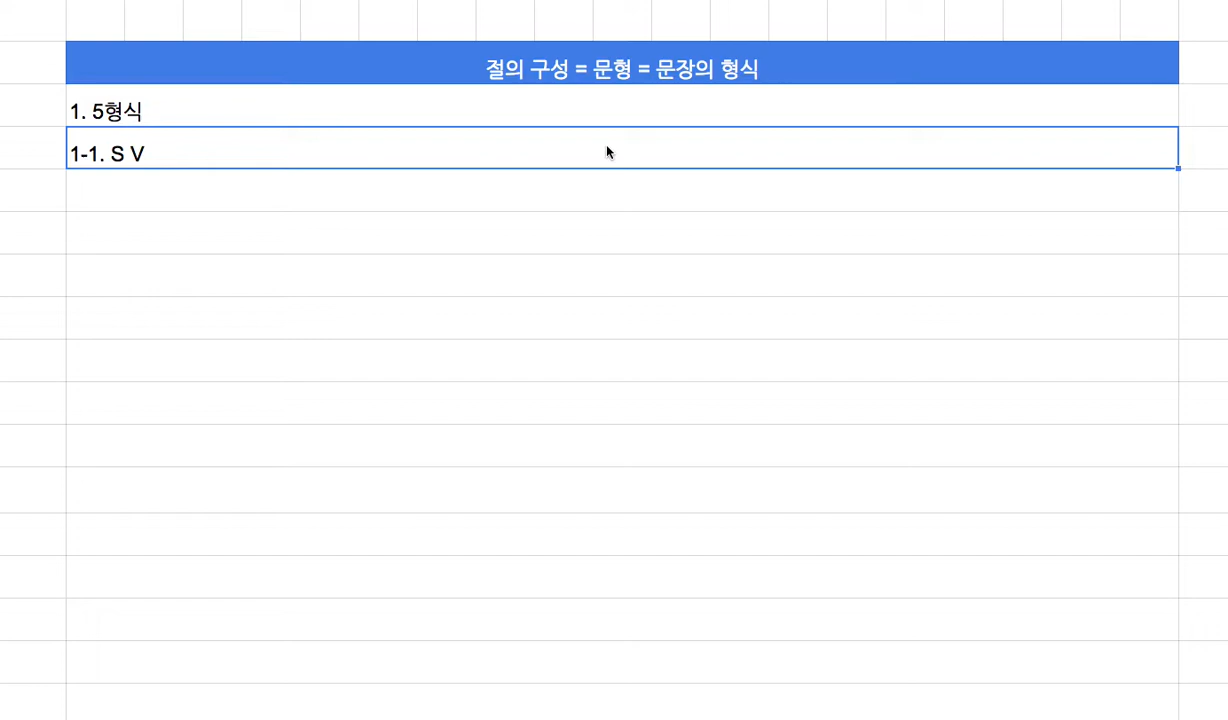 절의 구성 = 문형 = 문장의 형식
1. 5형식
1-1. S V